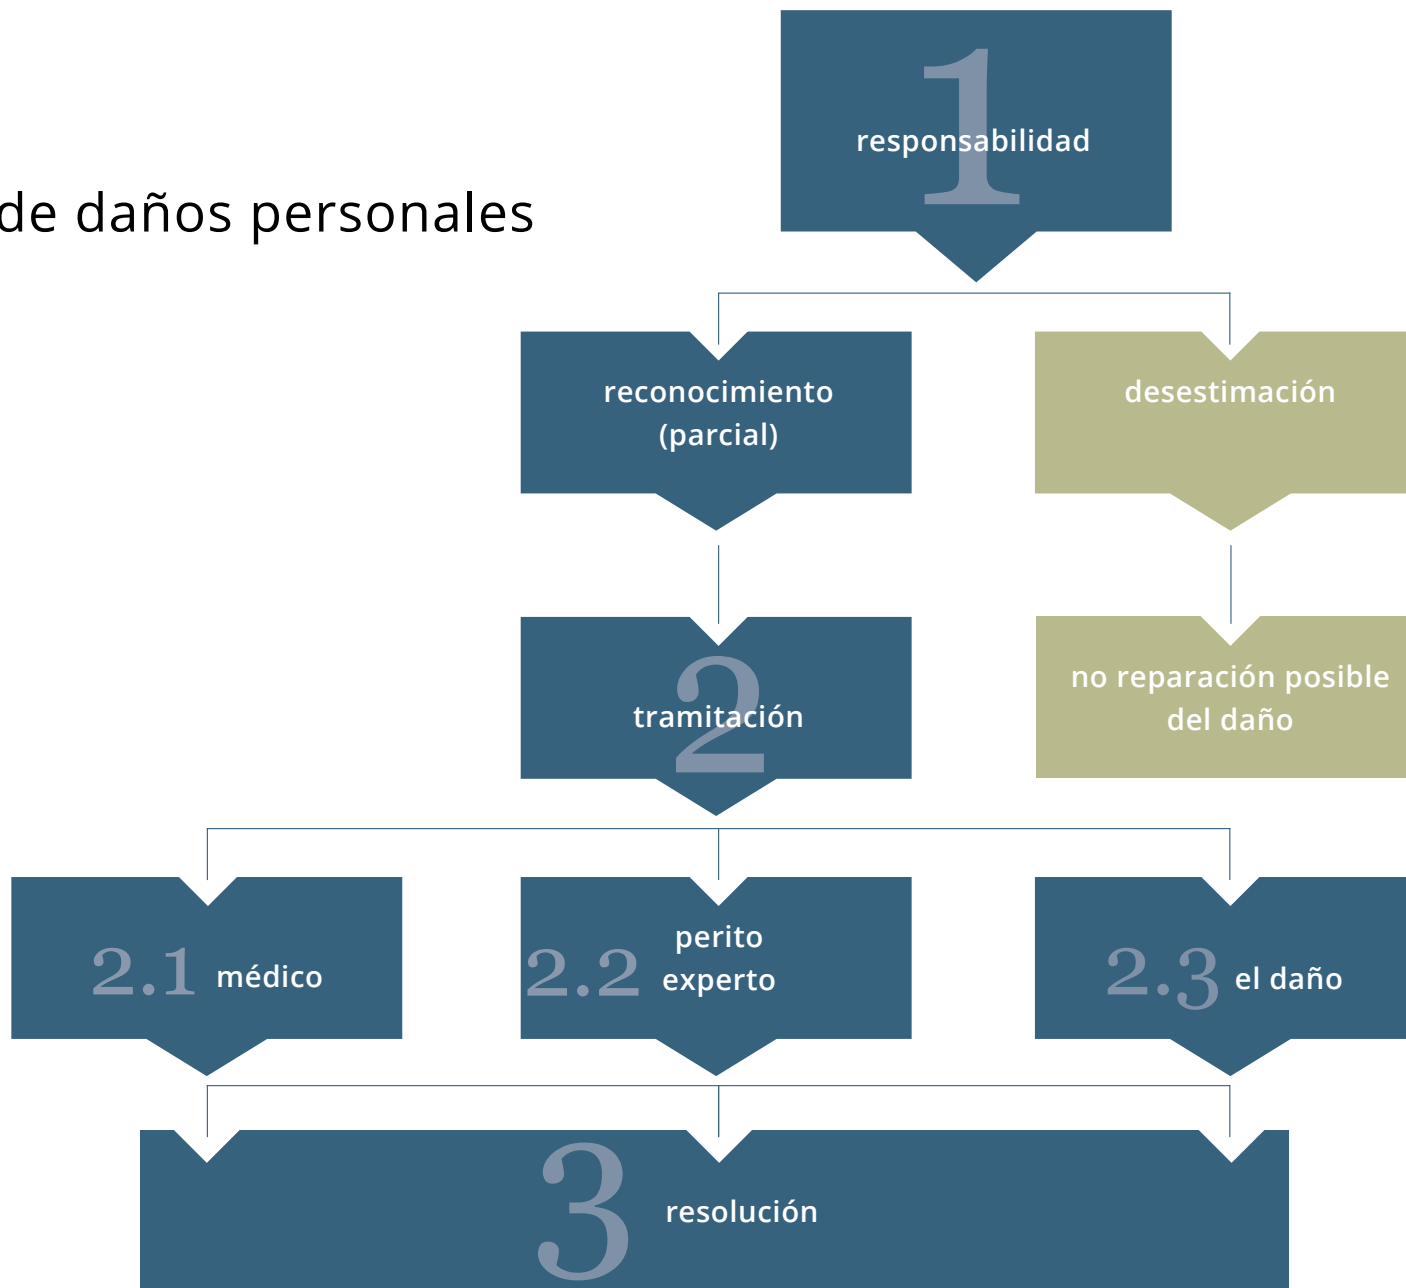 1
responsabilidad
de daños personales
reconocimiento
(parcial)
desestimación
2
tramitación
no reparación posible
del daño
2.1 médico
2.2 perito
experto
2.3 el daño
3
resolución